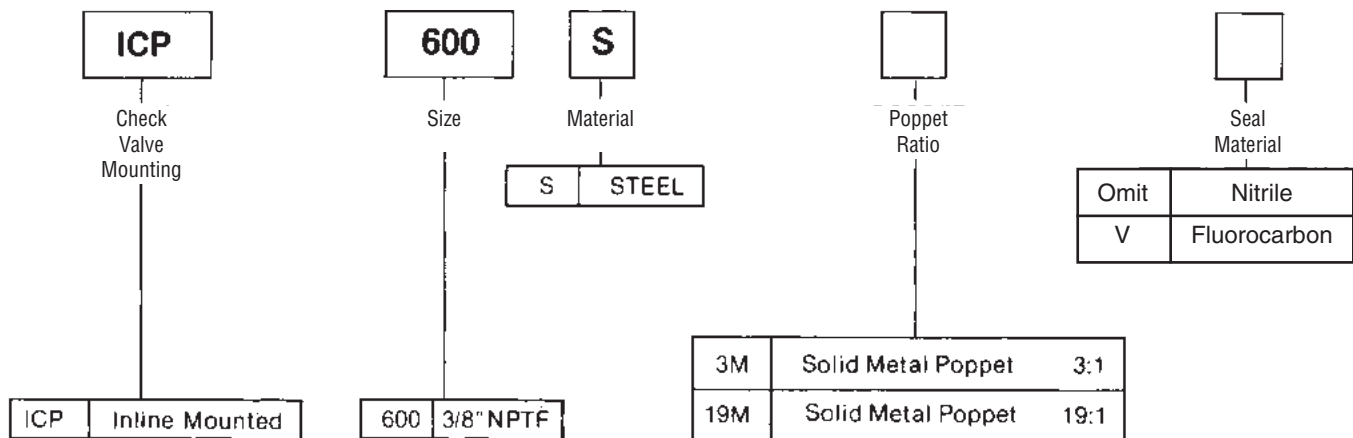 ICP 600 S
Check
Valve
Mounting
Size
Material
Poppet
Ratio
Seal
Material
S STEEL
Omit Nitrile
V Fluorocarbon
3M Solid Metal Poppet 3:1
19M Solid Metal Poppet 19:1
ICP Inline Mounted
600 3/8" NPTF